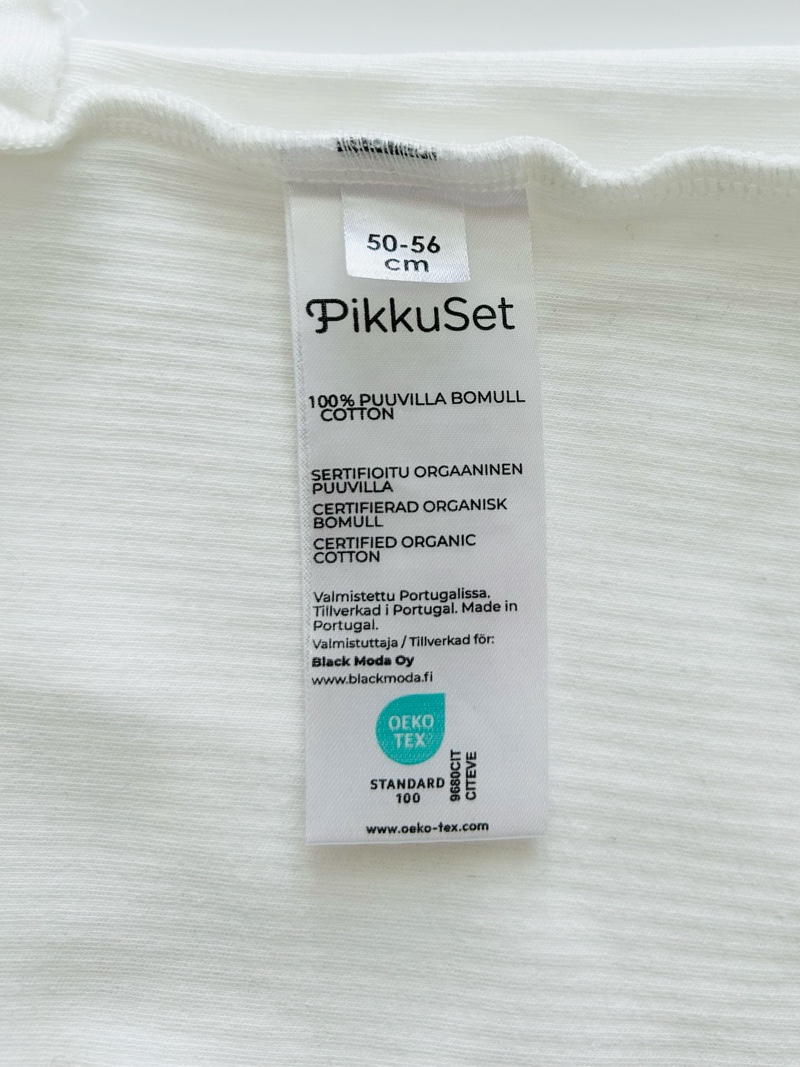 50-56
cm
PikkuSet
100% PUUVILLA BOMULL
COTTON
SERTIFIOITU ORGAANINEN
PUUVILLA
CERTIFIERAD ORGANISK
BOMULL
CERTIFIED ORGANIC
COTTON
Valmistettu Portugalissa.
Tillverkad i Portugal. Made in
Portugal.
Valmistuttaja / Tillverkad för:
Black Moda Oy
www.blackmoda.fi
OEKO
TEX
STANDARD
100
9680CIT
CITEVE
www.oeko-tex.com